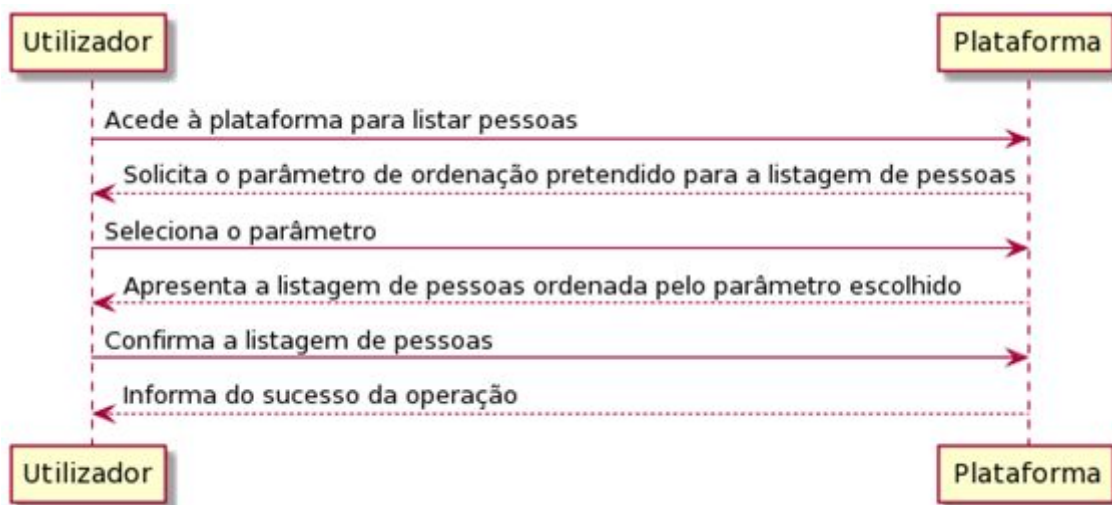 Utilizador
Plataforma
Acede à plataforma para listar pessoas
Solicita o parâmetro de ordenação pretendido para a listagem de pessoas
Seleciona o parâmetro
Apresenta a listagem de pessoas ordenada pelo parâmetro escolhido
Confirma a listagem de pessoas
Informa do sucesso da operação
Utilizador
Plataforma